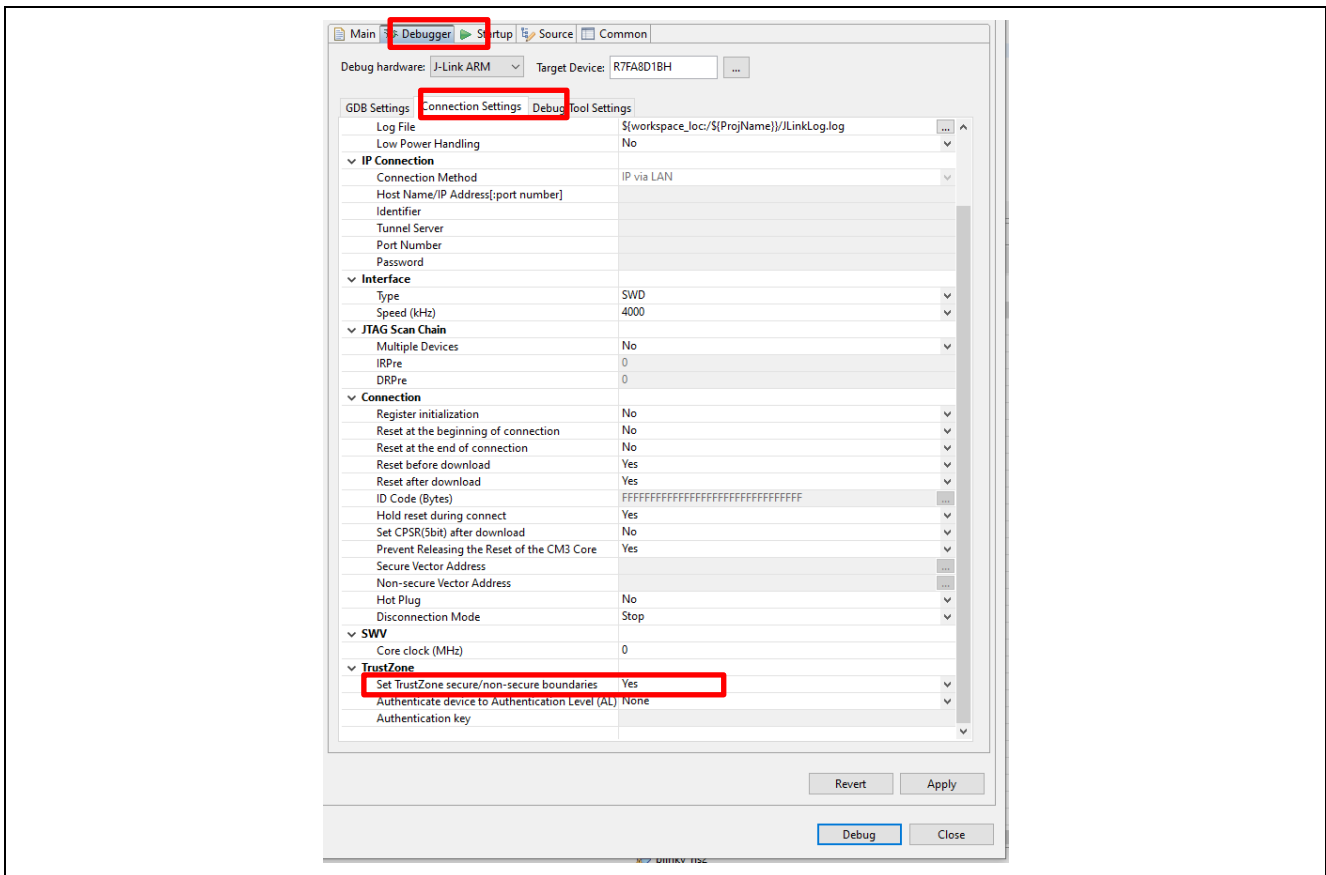 Main Debugger Startup Source Common
Debug hardware: J-Link ARM Target Device: R7FA8D1BH ...
GDB Settings Connection Settings Debug Tool Settings
Log File ${workspace_loc:/${ProjName}}/JLinkLog.log ...
Low Power Handling No
IP Connection
Connection Method IP via LAN
Host Name/IP Address[:port number]
Identifier
Tunnel Server
Port Number
Password
Interface
Type SWD
Speed (kHz) 4000
JTAG Scan Chain
Multiple Devices No
IRPre 0
DRPre 0
Connection
Register initialization No
Reset at the beginning of connection No
Reset at the end of connection No
Reset before download Yes
Reset after download Yes
ID Code (Bytes) FFFFFFFFFFFFFFFFFFFFFFFFFFFFFFFF ...
Hold reset during connect Yes
Set CPSR(5bit) after download No
Prevent Releasing the Reset of the CM3 Core Yes
Secure Vector Address ...
Non-secure Vector Address ...
Hot Plug No
Disconnection Mode Stop
SWV
Core clock (MHz) 0
TrustZone
Set TrustZone secure/non-secure boundaries Yes
Authenticate device to Authentication Level (AL) None
Authentication key
Revert Apply
Debug Close